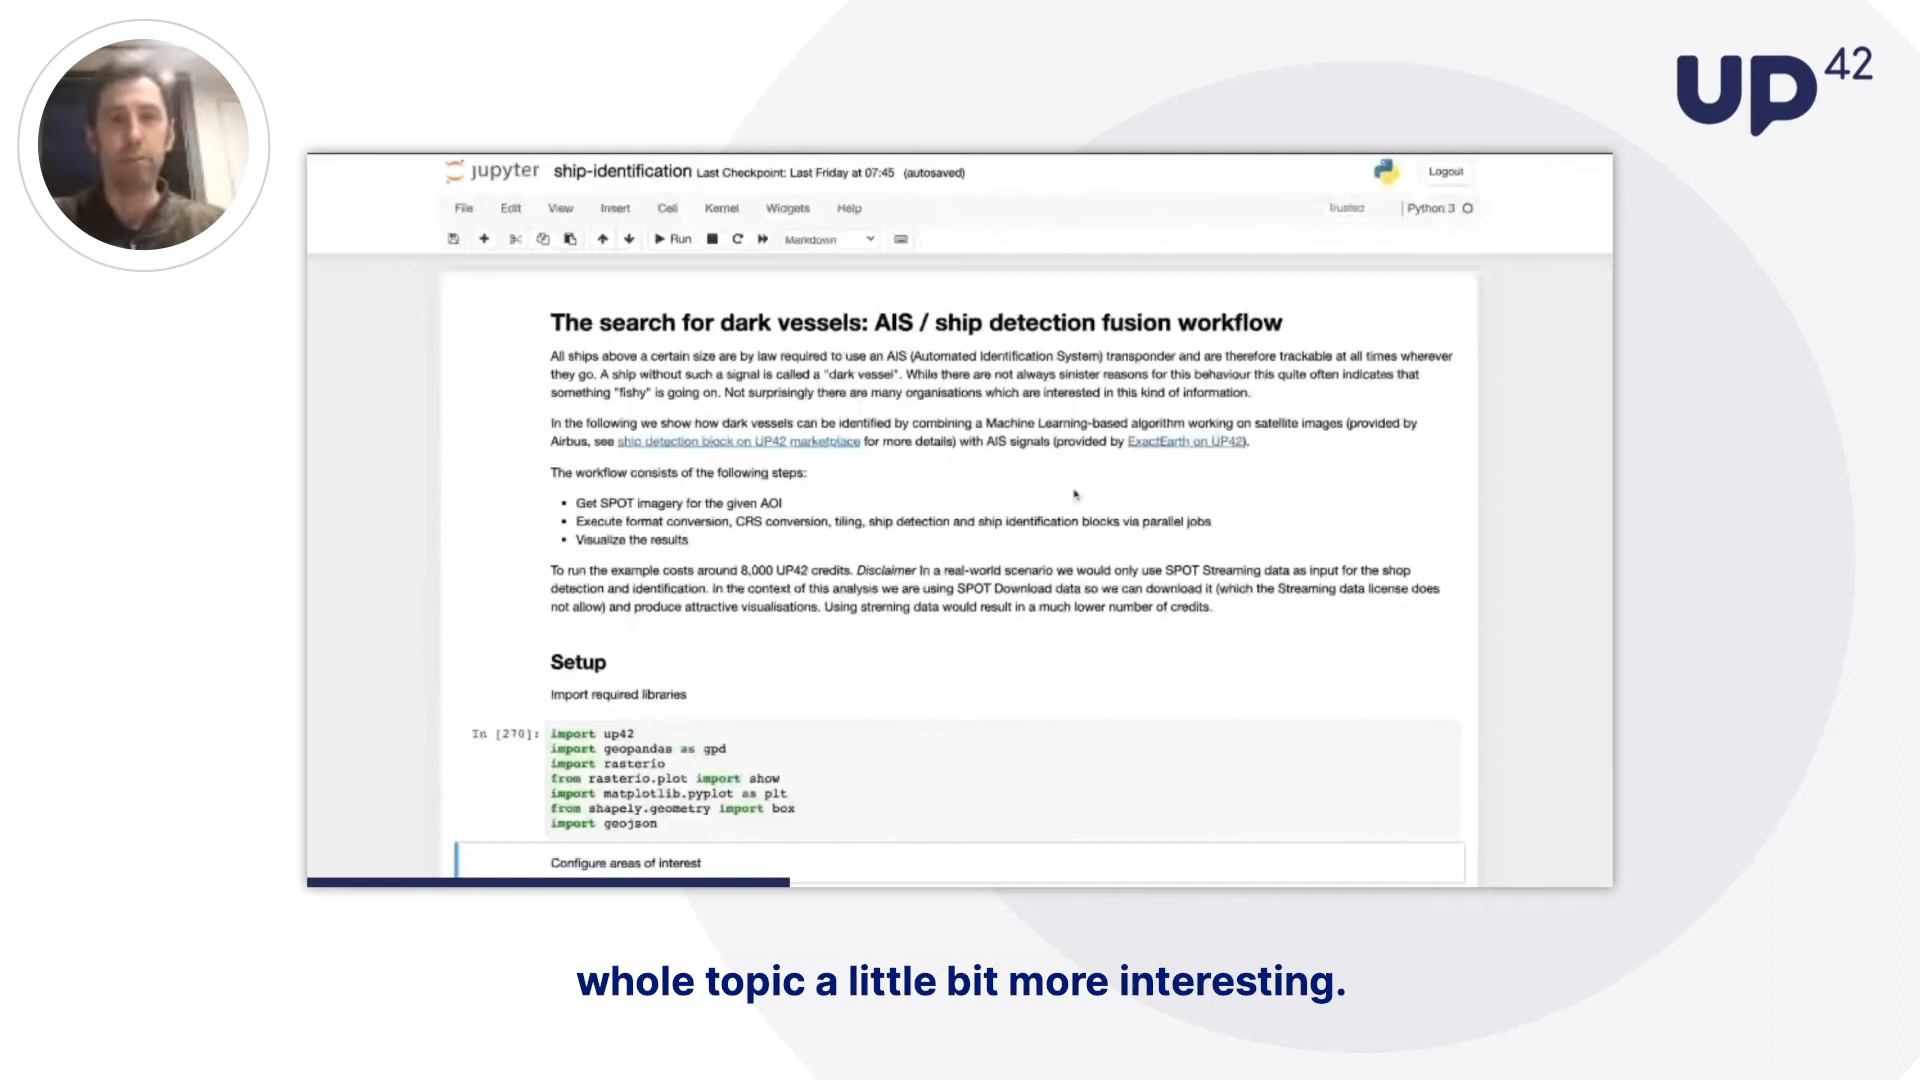 UP42
jupyter ship-identification Last Checkpoint: Last Friday at 07:45 (autosaved)
Logout
File Edit View Insert Cell Kernel Widgets Help
Trusted
Python 3
Run
Markdown
The search for dark vessels: AIS / ship detection fusion workflow
All ships above a certain size are by law required to use an AIS (Automated Identification System) transponder and are therefore trackable at all times wherever
they go. A ship without such a signal is called a "dark vessel". While there are not always sinister reasons for this behaviour this quite often indicates that
something "fishy" is going on. Not surprisingly there are many organisations which are interested in this kind of information.
In the following we show how dark vessels can be identified by combining a Machine Learning-based algorithm working on satellite images (provided by
Airbus, see ship detection block on UP42 marketplace for more details) with AIS signals (provided by ExactEarth on UP42).
The workflow consists of the following steps:
• Get SPOT imagery for the given AOI
• Execute format conversion, CRS conversion, tiling, ship detection and ship identification blocks via parallel jobs
• Visualize the results
To run the example costs around 8,000 UP42 credits. Disclaimer In a real-world scenario we would only use SPOT Streaming data as input for the shop
detection and identification. In the context of this analysis we are using SPOT Download data so we can download it (which the Streaming data license does
not allow) and produce attractive visualisations. Using streming data would result in a much lower number of credits.
Setup
Import required libraries
In [270]: import up42
import geopandas as gpd
import rasterio
from rasterio.plot import show
import matplotlib.pyplot as plt
from shapely.geometry import box
import geojson
Configure areas of interest
whole topic a little bit more interesting.